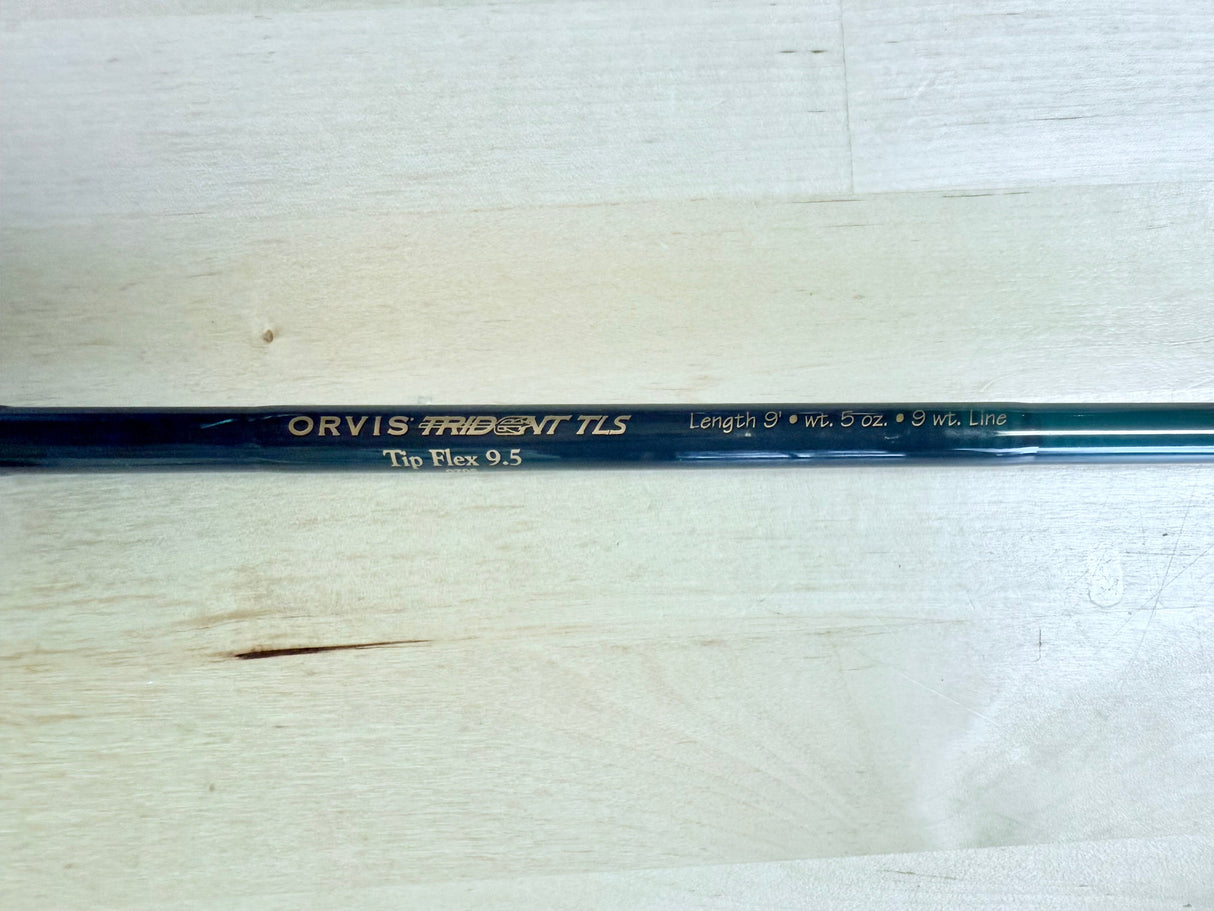 ORVIS TRIDENT TLS Length 9' • wt. 5 oz. • 9 wt. Line
Tip Flex 9.5